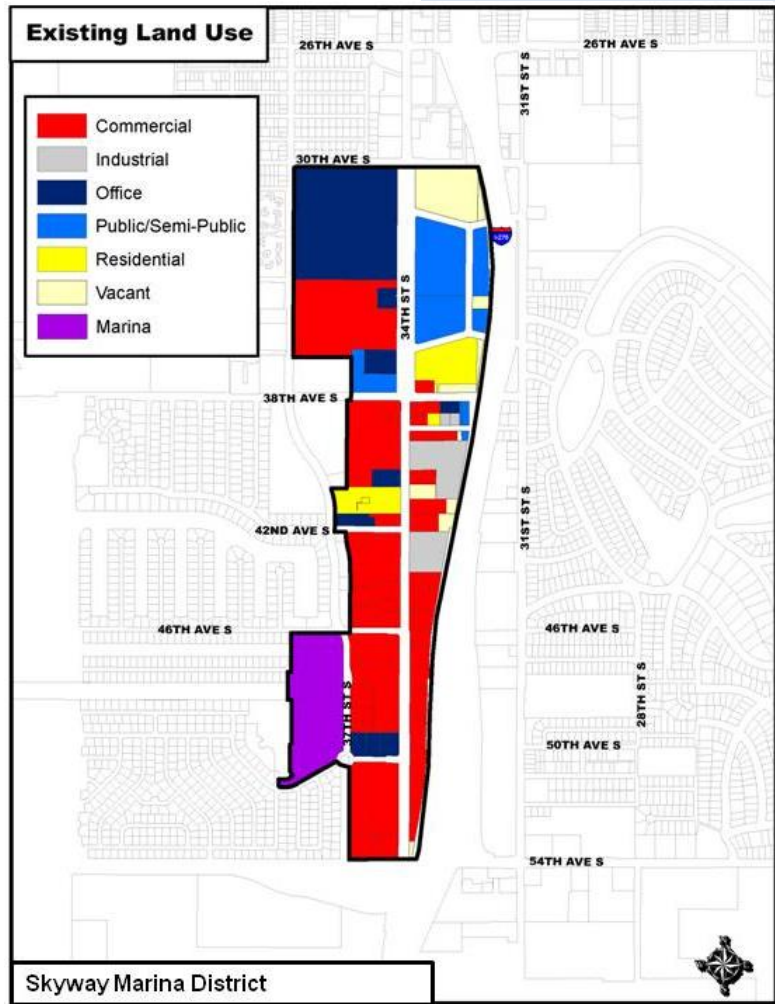 Existing Land Use
26TH AVE S
26TH AVE S
31ST ST S
Commercial
Industrial
Office
Public/Semi-Public
Residential
Vacant
Marina
30TH AVE S
34TH ST S
38TH AVE S
42ND AVE S
31ST ST S
46TH AVE S
46TH AVE S
37TH ST S
28TH ST S
50TH AVE S
54TH AVE S
Skyway Marina District